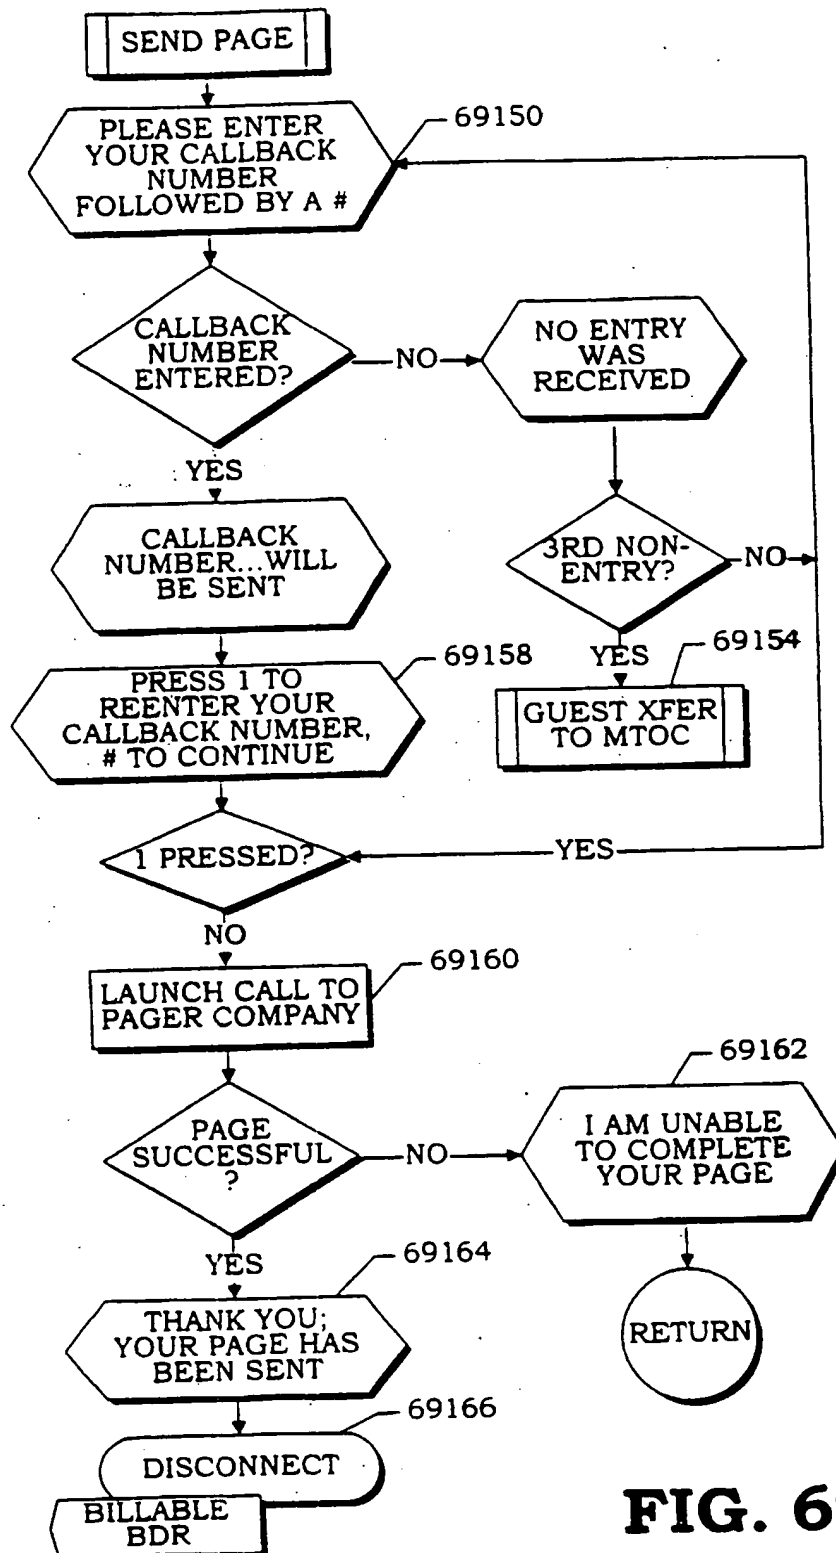 SEND PAGE
PLEASE ENTER
YOUR CALLBACK
NUMBER
FOLLOWED BY A #
69150
CALLBACK
NUMBER
ENTERED?
NO
NO ENTRY
WAS
RECEIVED
YES
CALLBACK
NUMBER...WILL
BE SENT
3RD NON-
ENTRY?
NO
YES
69154
GUEST XFER
TO MTOC
69158
PRESS 1 TO
REENTER YOUR
CALLBACK NUMBER,
# TO CONTINUE
1 PRESSED?
YES
NO
69160
LAUNCH CALL TO
PAGER COMPANY
PAGE
SUCCESSFUL
?
NO
69162
I AM UNABLE
TO COMPLETE
YOUR PAGE
RETURN
YES
69164
THANK YOU;
YOUR PAGE HAS
BEEN SENT
69166
DISCONNECT
BILLABLE
BDR
FIG. 6